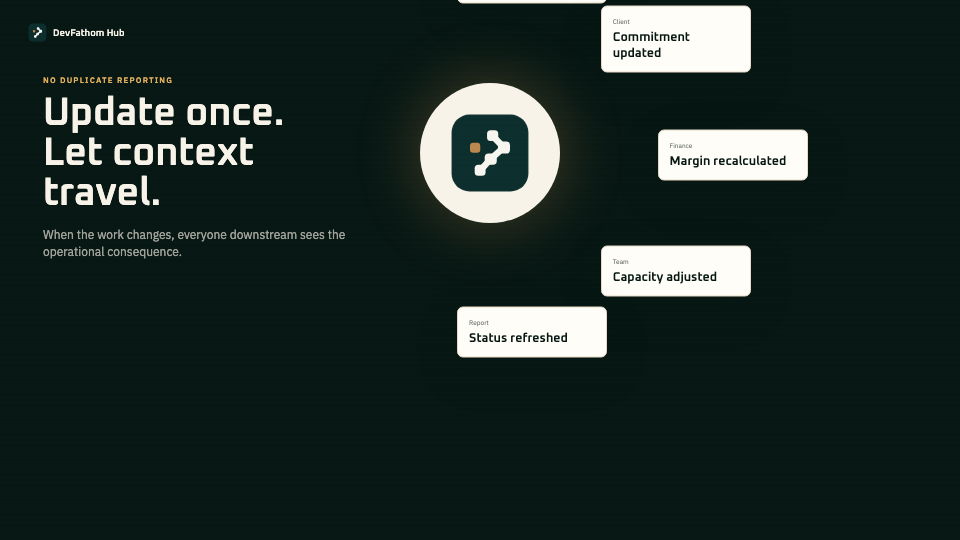 DevFathom Hub
NO DUPLICATE REPORTING
Update once.
Let context
travel.
When the work changes, everyone downstream sees the
operational consequence.
Client
Commitment
updated
Finance
Margin recalculated
Team
Capacity adjusted
Report
Status refreshed